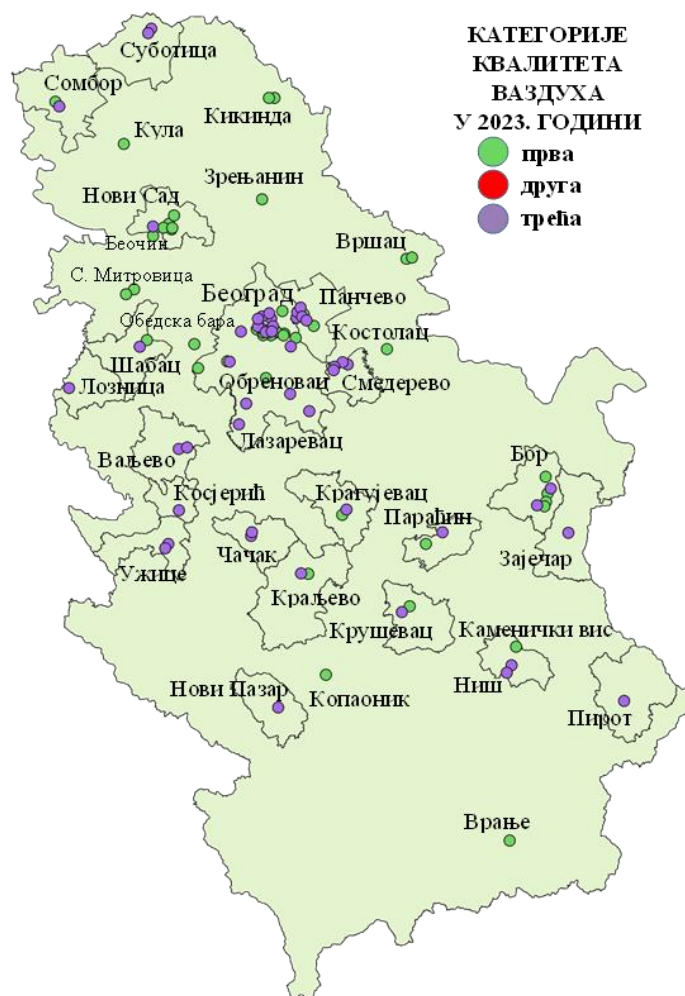 КАТЕГОРИЈЕ
КВАЛИТЕТА
ВАЗДУХА
У 2023. ГОДИНИ
прва
друга
трећа
Суботица
Сомбор
Кикинда
Кула
Зрењанин
Нови Сад
Беочин
Вршац
С. Митровица
Београд
Панчево
Обедска бара
Костолац
Шабац
Обреновац
Смедерево
Лозница
Лазаревац
Ваљево
Бор
Косјерић
Крагујевац
Параћин
Ужице
Чачак
Зајечар
Краљево
Крушевац
Каменички вис
Нови Пазар
Копаоник
Ниш
Пирот
Врање